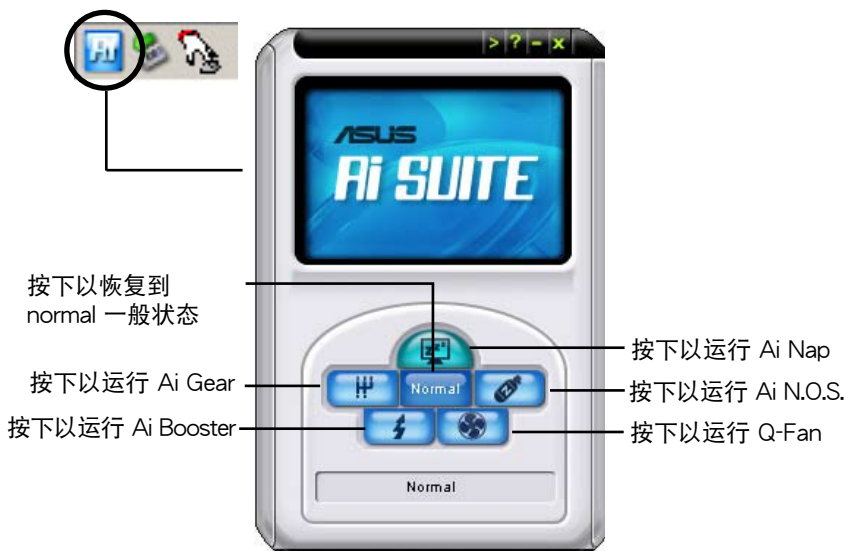 Ai
> ? - x
ASUS
Ai SUITE
按下以恢复到
normal 一般状态
zz
按下以运行 Ai Nap
按下以运行 Ai Gear
Normal
按下以运行 Ai N.O.S.
按下以运行 Ai Booster
按下以运行 Q-Fan
Normal